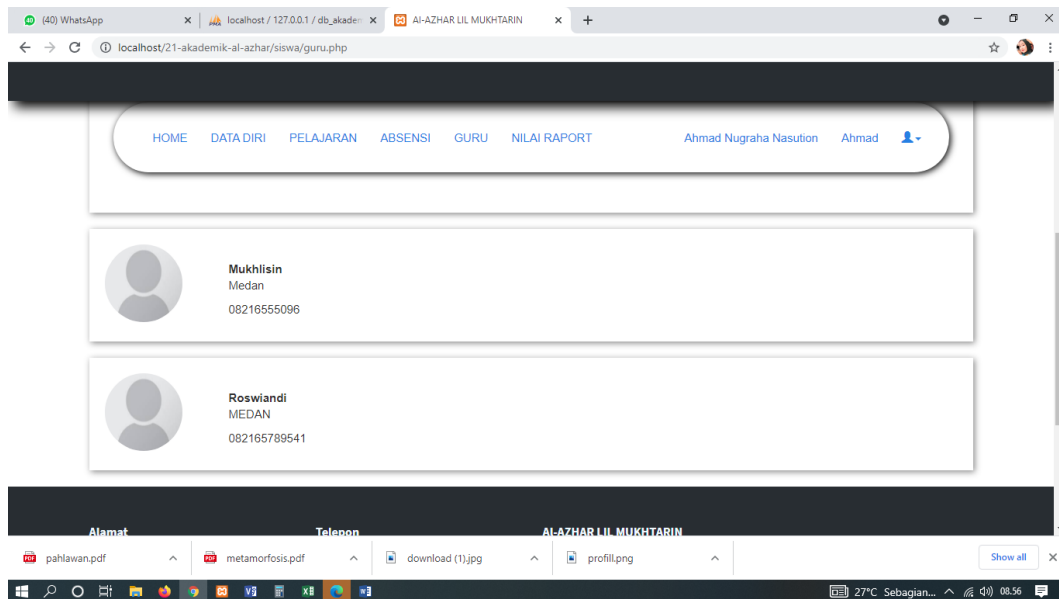 (40) WhatsApp
localhost / 127.0.0.1 / db_akadem
Al-AZHAR LIL MUKHTARIN
localhost/21-akademik-al-azhar/siswa/guru.php
HOME DATA DIRI PELAJARAN ABSENSI GURU NILAI RAPORT Ahmad Nugraha Nasution Ahmad
Mukhlisin
Medan
08216555096
Roswiandi
MEDAN
082165789541
Alamat Telepon Al-AZHAR LIL MUKHTARIN
pahlawan.pdf metamorfosis.pdf download (1).jpg profill.png Show all
27°C Sebagian... 08.56